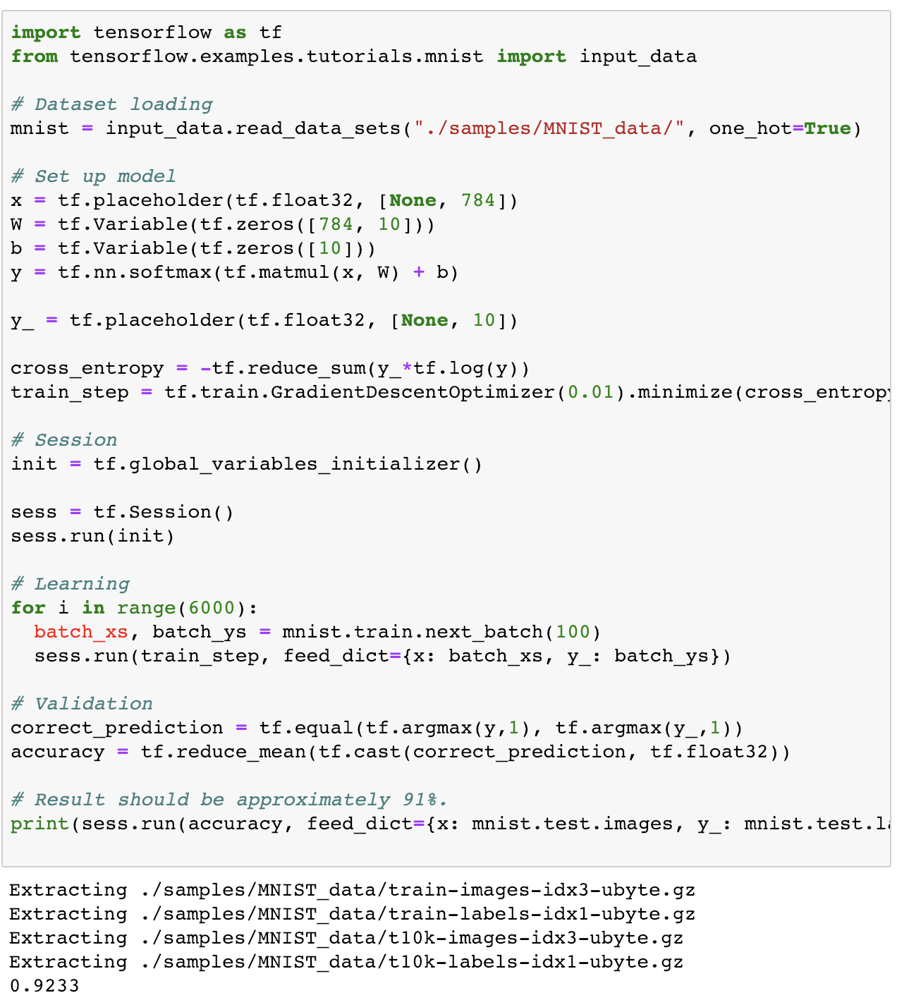 import tensorflow as tf
from tensorflow.examples.tutorials.mnist import input_data
# Dataset loading
mnist = input_data.read_data_sets("./samples/MNIST_data/", one_hot=True)
# Set up model
x = tf.placeholder(tf.float32, [None, 784])
W = tf.Variable(tf.zeros([784, 10]))
b = tf.Variable(tf.zeros([10]))
y = tf.nn.softmax(tf.matmul(x, W) + b)
y_ = tf.placeholder(tf.float32, [None, 10])
cross_entropy = -tf.reduce_sum(y_*tf.log(y))
train_step = tf.train.GradientDescentOptimizer(0.01).minimize(cross_entropy
# Session
init = tf.global_variables_initializer()
sess = tf.Session()
sess.run(init)
# Learning
for i in range(6000):
  batch_xs, batch_ys = mnist.train.next_batch(100)
  sess.run(train_step, feed_dict={x: batch_xs, y_: batch_ys})
# Validation
correct_prediction = tf.equal(tf.argmax(y,1), tf.argmax(y_,1))
accuracy = tf.reduce_mean(tf.cast(correct_prediction, tf.float32))
# Result should be approximately 91%.
print(sess.run(accuracy, feed_dict={x: mnist.test.images, y_: mnist.test.la
Extracting ./samples/MNIST_data/train-images-idx3-ubyte.gz
Extracting ./samples/MNIST_data/train-labels-idx1-ubyte.gz
Extracting ./samples/MNIST_data/t10k-images-idx3-ubyte.gz
Extracting ./samples/MNIST_data/t10k-labels-idx1-ubyte.gz
0.9233